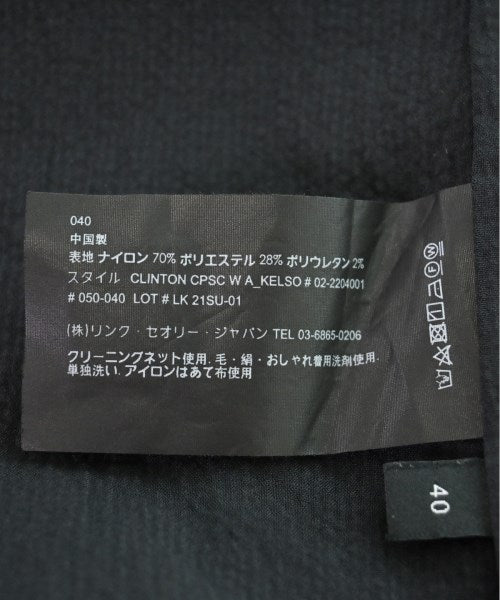 040
中国製
表地 ナイロン 70% ポリエステル 28% ポリウレタン 2%
スタイル CLINTON CPSC W A_KELSO # 02-2204001
# 050-040 LOT # LK 21SU-01
(株)リンク・セオリー・ジャパン TEL 03-6865-0206
クリーニングネット使用. 毛・絹・おしゃれ着用洗剤使用.
単独洗い. アイロンはあて布使用
40